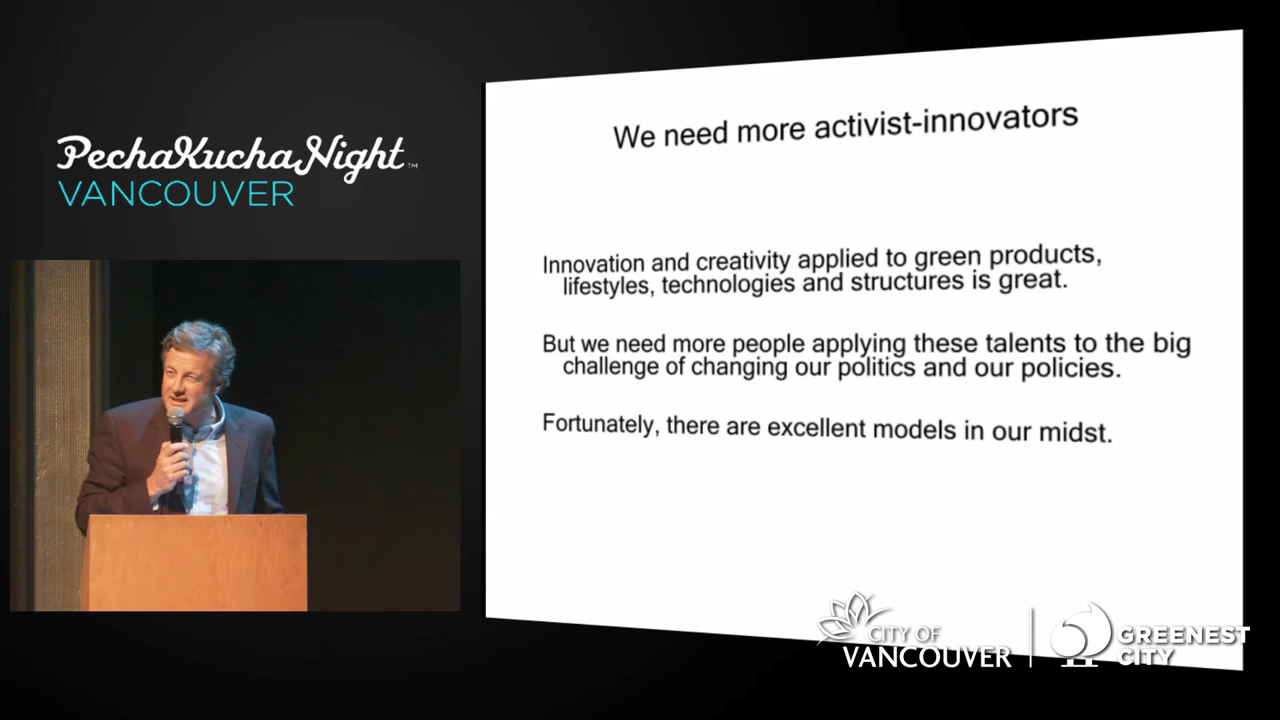 PechaKucha Night™
VANCOUVER
We need more activist-innovators
Innovation and creativity applied to green products,
lifestyles, technologies and structures is great.
But we need more people applying these talents to the big
challenge of changing our politics and our policies.
Fortunately, there are excellent models in our midst.
CITY OF
VANCOUVER
GREENEST
CITY